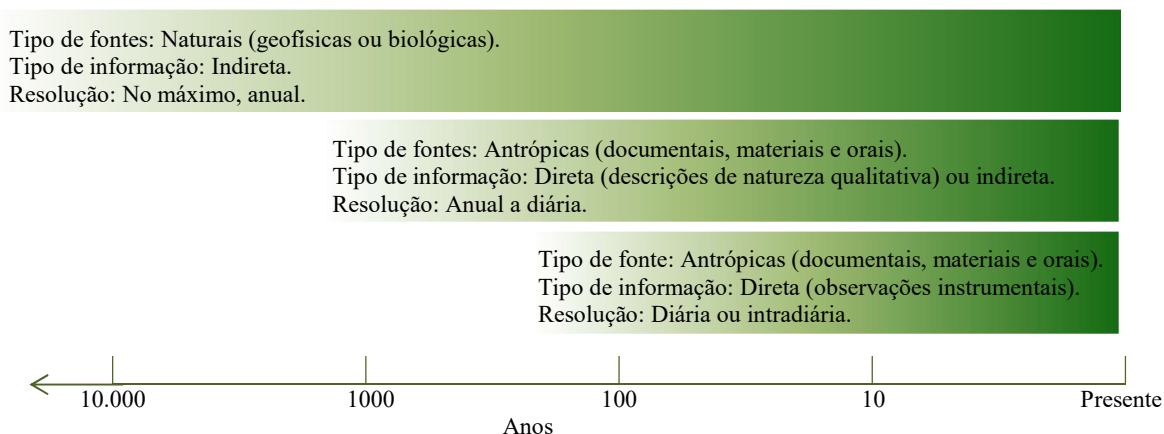 Tipo de fontes: Naturais (geofísicas ou biológicas).
Tipo de informação: Indireta.
Resolução: No máximo, anual.
Tipo de fontes: Antrópicas (documentais, materiais e orais).
Tipo de informação: Direta (descrições de natureza qualitativa) ou indireta.
Resolução: Anual a diária.
Tipo de fonte: Antrópicas (documentais, materiais e orais).
Tipo de informação: Direta (observações instrumentais).
Resolução: Diária ou intradiária.
10.000 1000 100 10 Presente
Anos